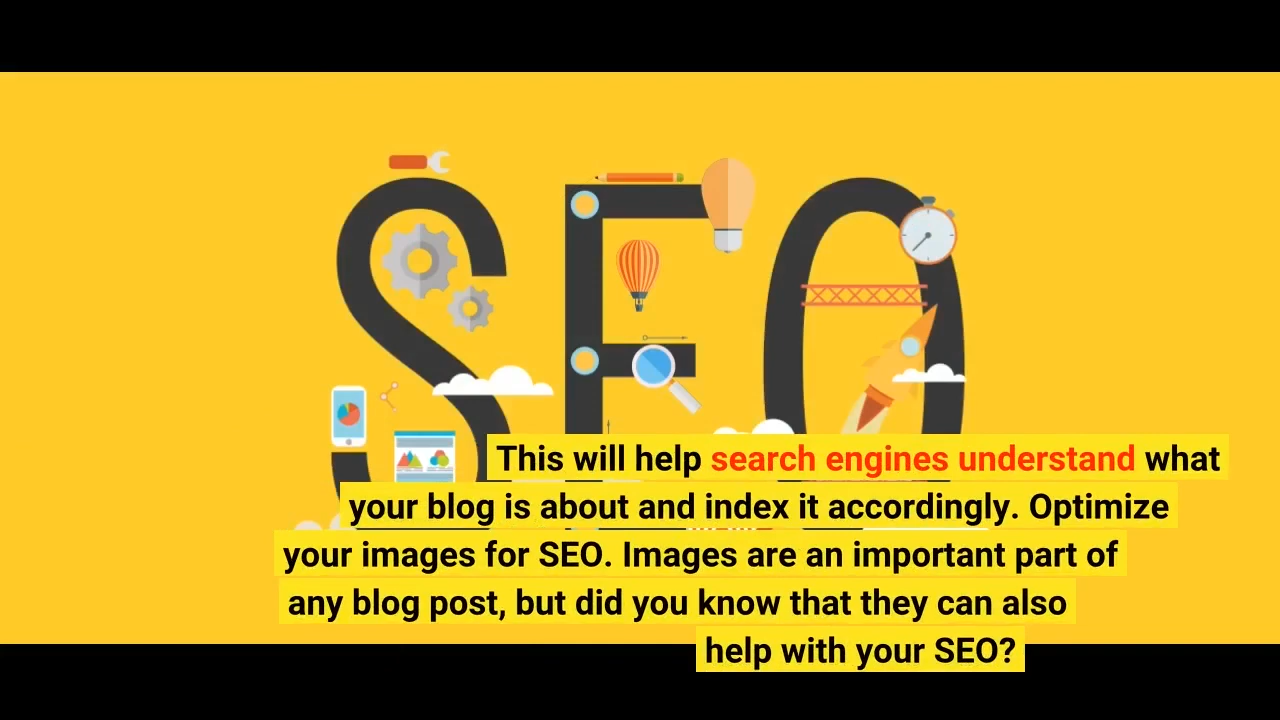 SEO
This will help search engines understand what
your blog is about and index it accordingly. Optimize
your images for SEO. Images are an important part of
any blog post, but did you know that they can also
help with your SEO?